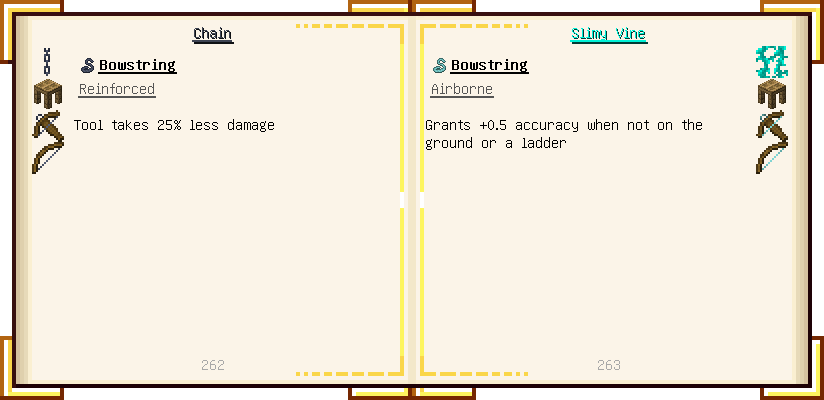 Chain
Bowstring
Reinforced
Tool takes 25% less damage
262
Slimy Vine
Bowstring
Airborne
Grants +0.5 accuracy when not on the
ground or a ladder
263